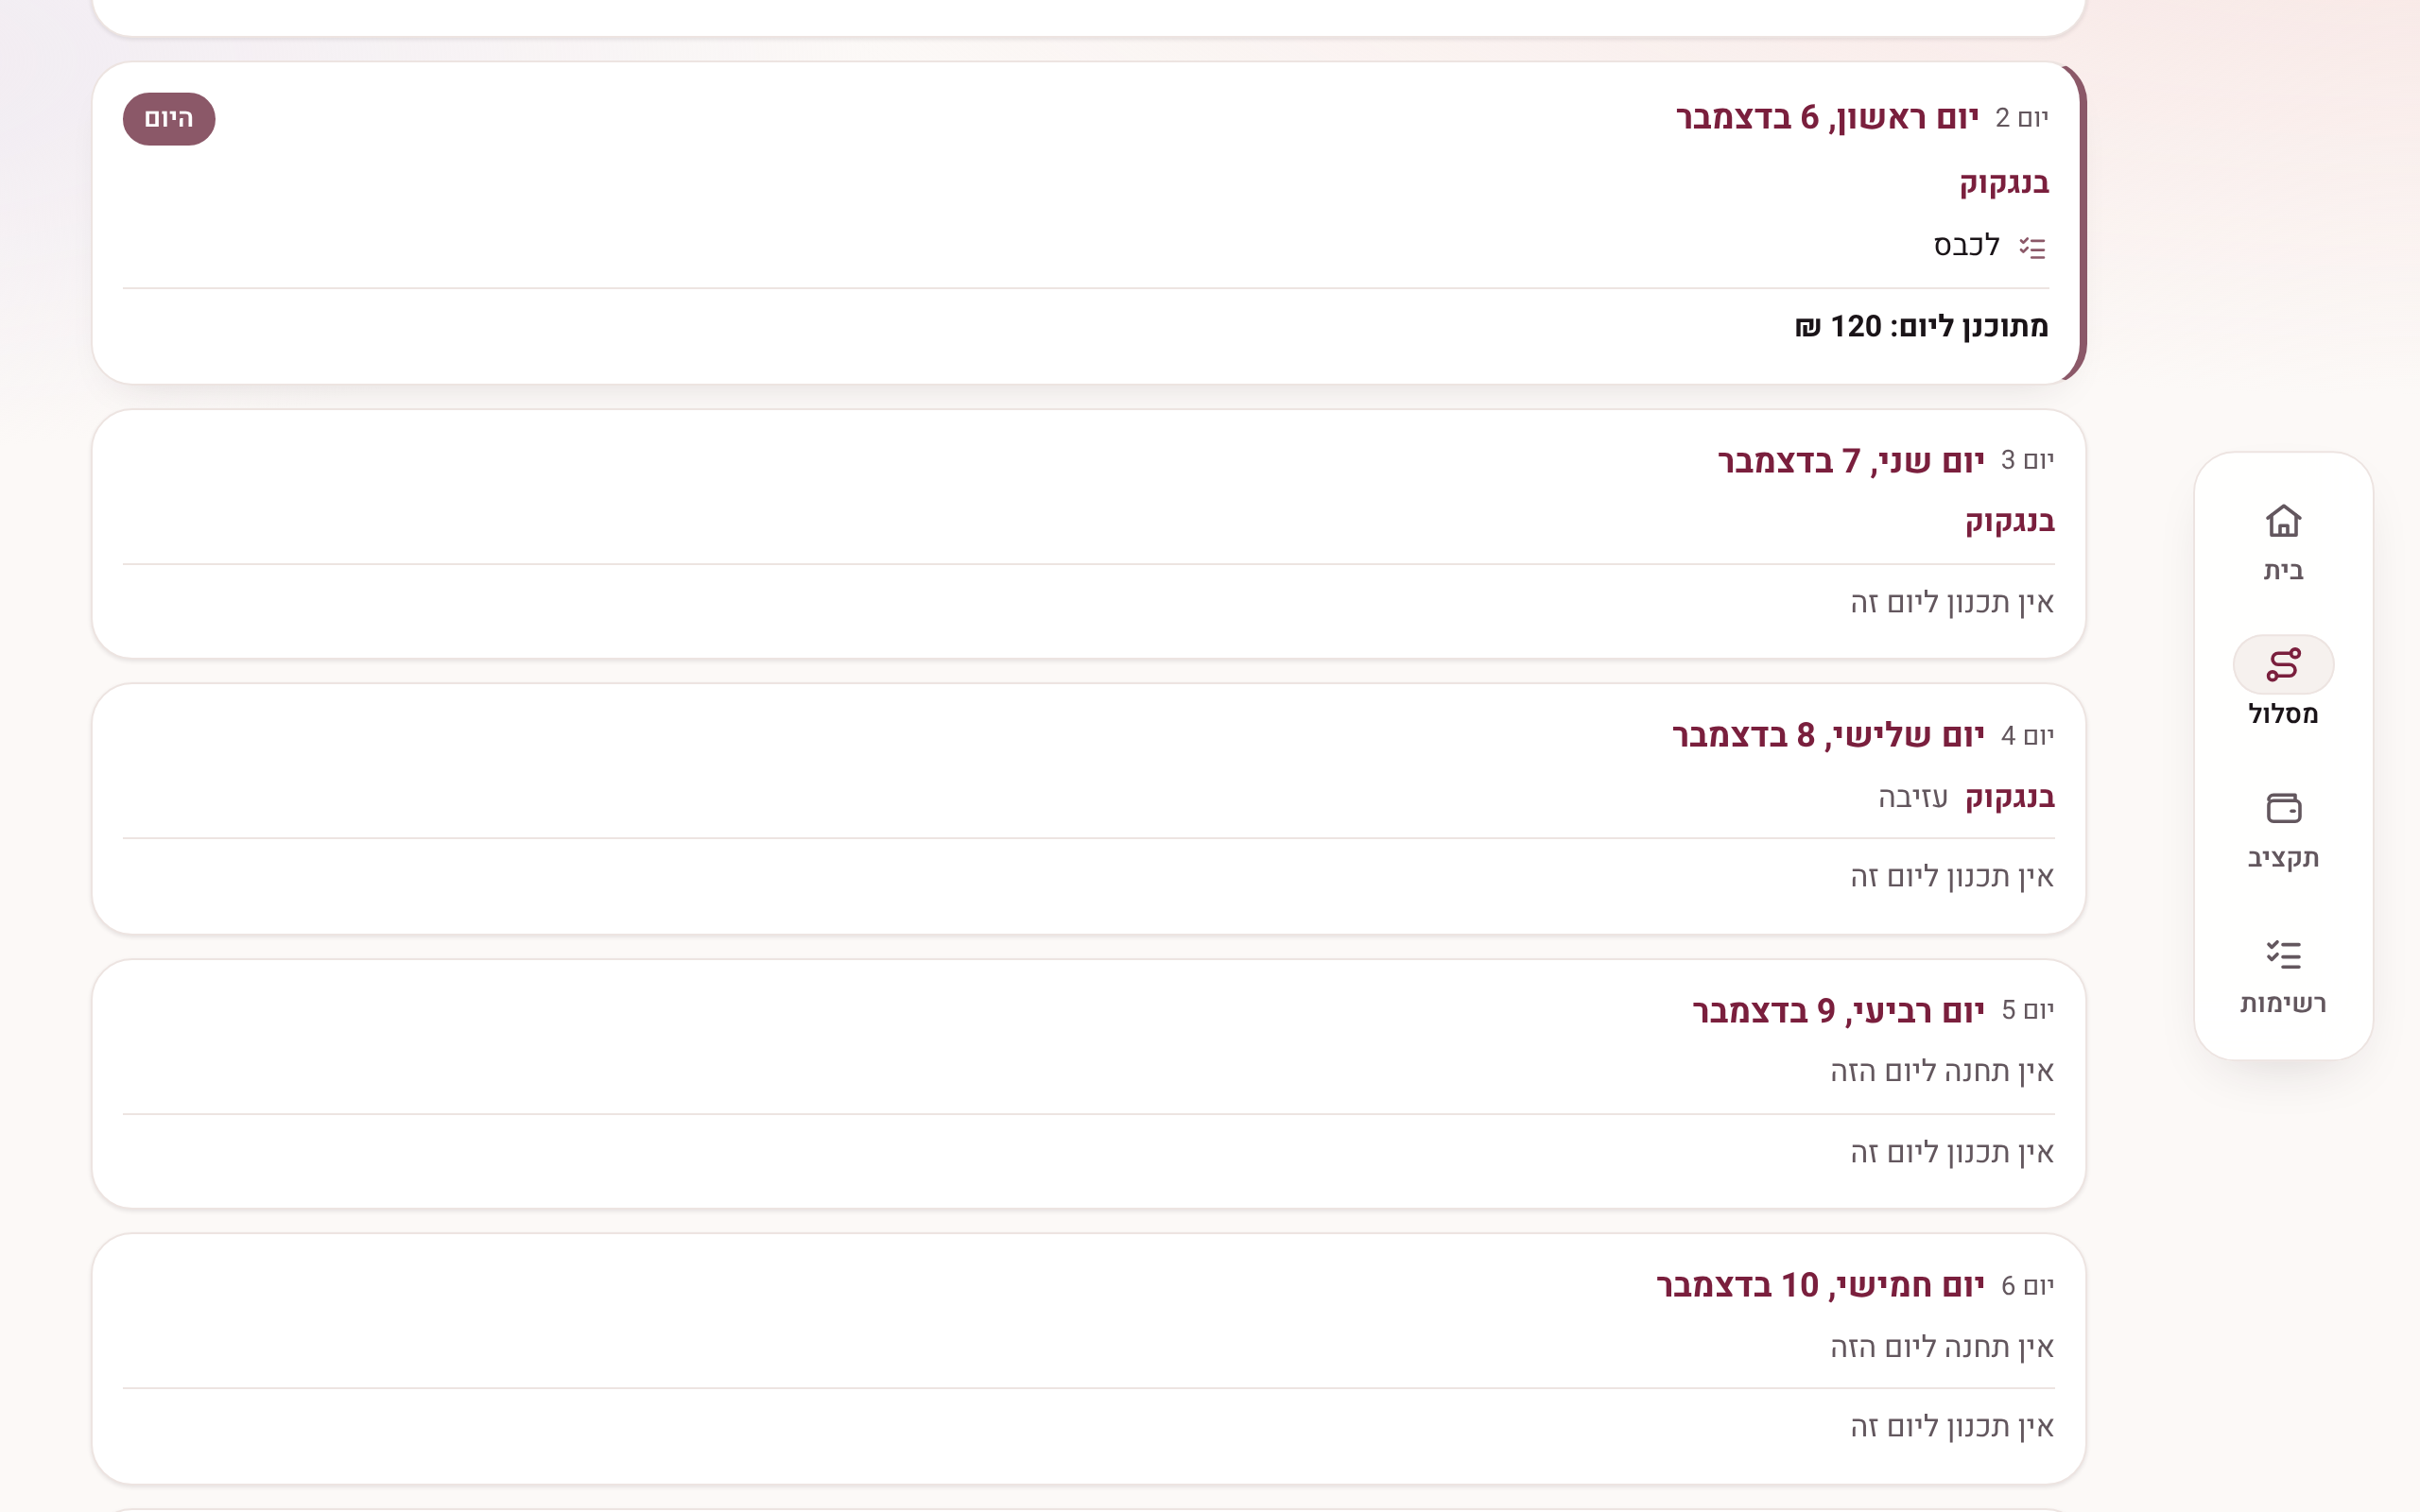 יום 2 יום ראשון, 6 בדצמבר
היום
בנגקוק
לכבס
מתוכנן ליום: 120 ₪
יום 3 יום שני, 7 בדצמבר
בנגקוק
אין תכנון ליום זה
יום 4 יום שלישי, 8 בדצמבר
בנגקוק עזיבה
אין תכנון ליום זה
יום 5 יום רביעי, 9 בדצמבר
אין תחנה ליום הזה
אין תכנון ליום זה
יום 6 יום חמישי, 10 בדצמבר
אין תחנה ליום הזה
אין תכנון ליום זה
בית
מסלול
תקציב
רשימות